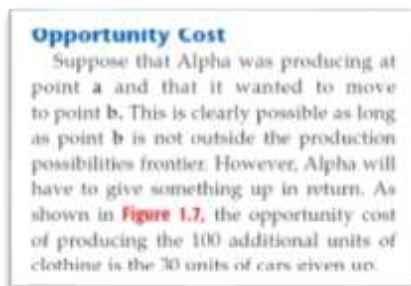 Opportunity Cost
Suppose that Alpha was producing at
point a and that it wanted to move
to point b. This is clearly possible as long
as point b is not outside the production
possibilities frontier. However, Alpha will
have to give something up in return. As
shown in Figure 1.7, the opportunity cost
of producing the 100 additional units of
clothing is the 30 units of cars given up.